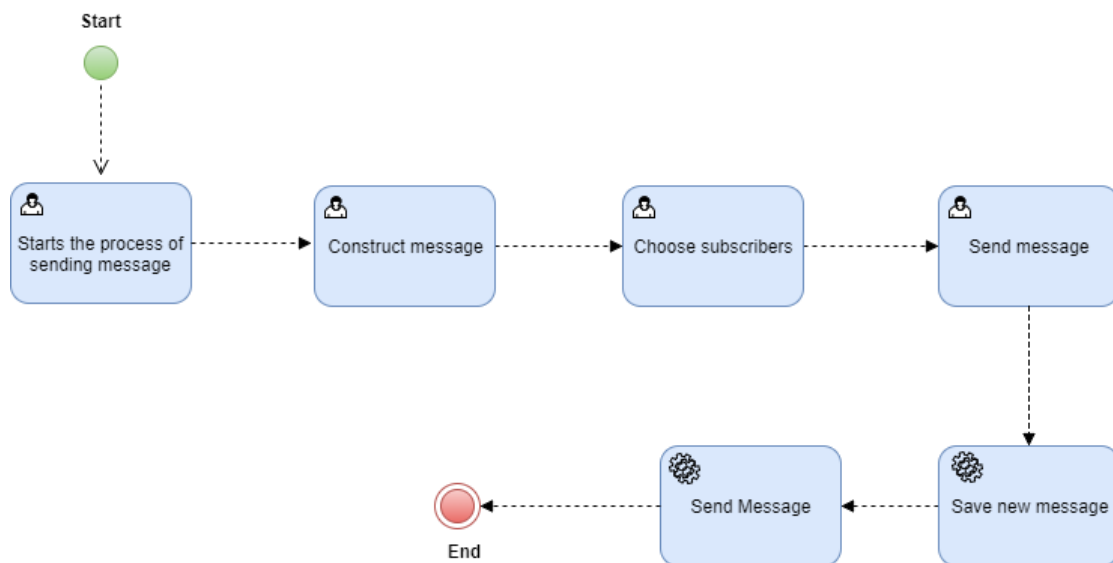 Start
Starts the process of
sending message
Construct message
Choose subscribers
Send message
Save new message
Send Message
End